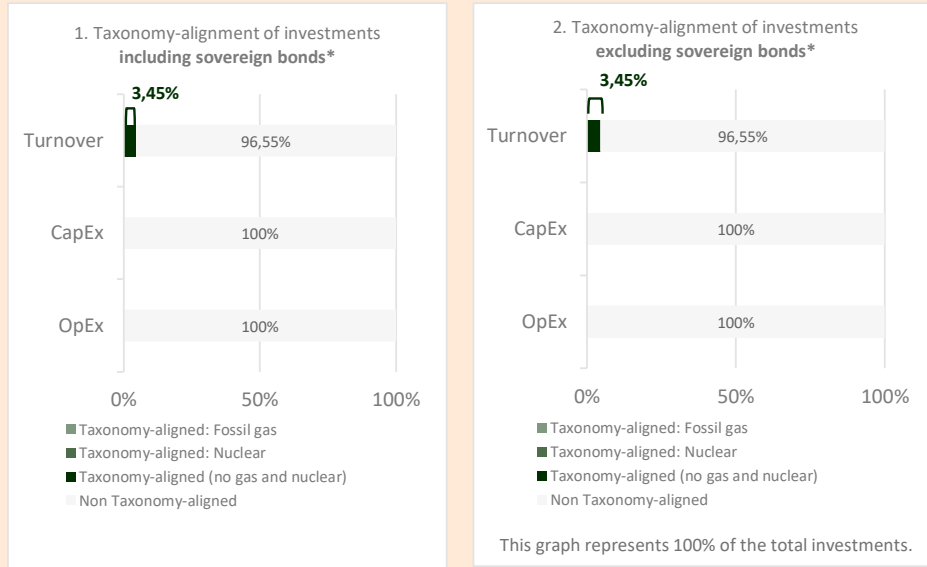 1. Taxonomy-alignment of investments
including sovereign bonds*
3,45%
Turnover
96,55%
CapEx
100%
OpEx
100%
0%
50%
100%
Taxonomy-aligned: Fossil gas
Taxonomy-aligned: Nuclear
Taxonomy-aligned (no gas and nuclear)
Non Taxonomy-aligned
2. Taxonomy-alignment of investments
excluding sovereign bonds*
3,45%
Turnover
96,55%
CapEx
100%
OpEx
100%
0%
50%
100%
Taxonomy-aligned: Fossil gas
Taxonomy-aligned: Nuclear
Taxonomy-aligned (no gas and nuclear)
Non Taxonomy-aligned
This graph represents 100% of the total investments.